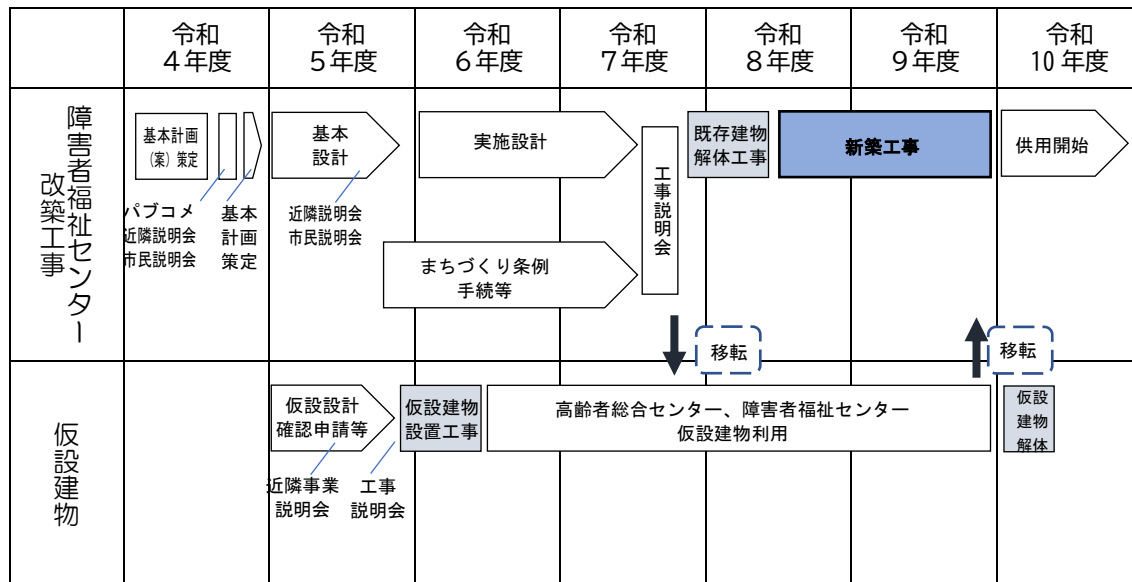 令和
４年度
令和
５年度
令和
６年度
令和
７年度
令和
８年度
令和
９年度
令和
10 年度
障害者福祉センター
改築工事
基本計画
（案）策定
パブコメ
近隣説明会
市民説明会
基本
計画
策定
基本
設計
近隣説明会
市民説明会
実施設計
まちづくり条例
手続等
工事説明会
既存建物
解体工事
新築工事
供用開始
移転
移転
仮設建物
仮設設計
確認申請等
近隣事業
説明会
工事
説明会
仮設建物
設置工事
高齢者総合センター、障害者福祉センター
仮設建物利用
仮設
建物
解体